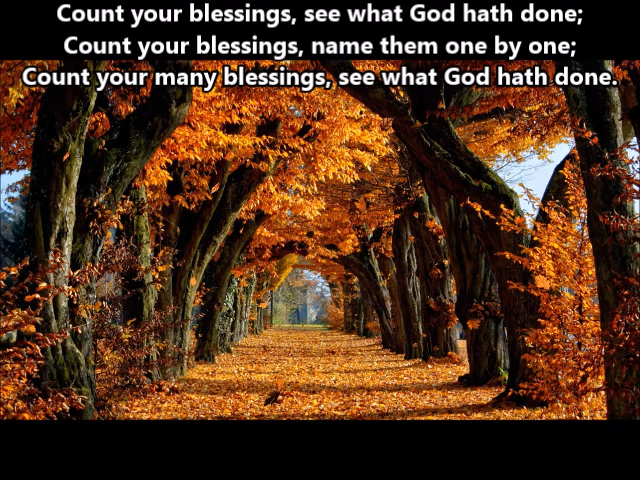 Count your blessings, see what God hath done;
Count your blessings, name them one by one;
Count your many blessings, see what God hath done.